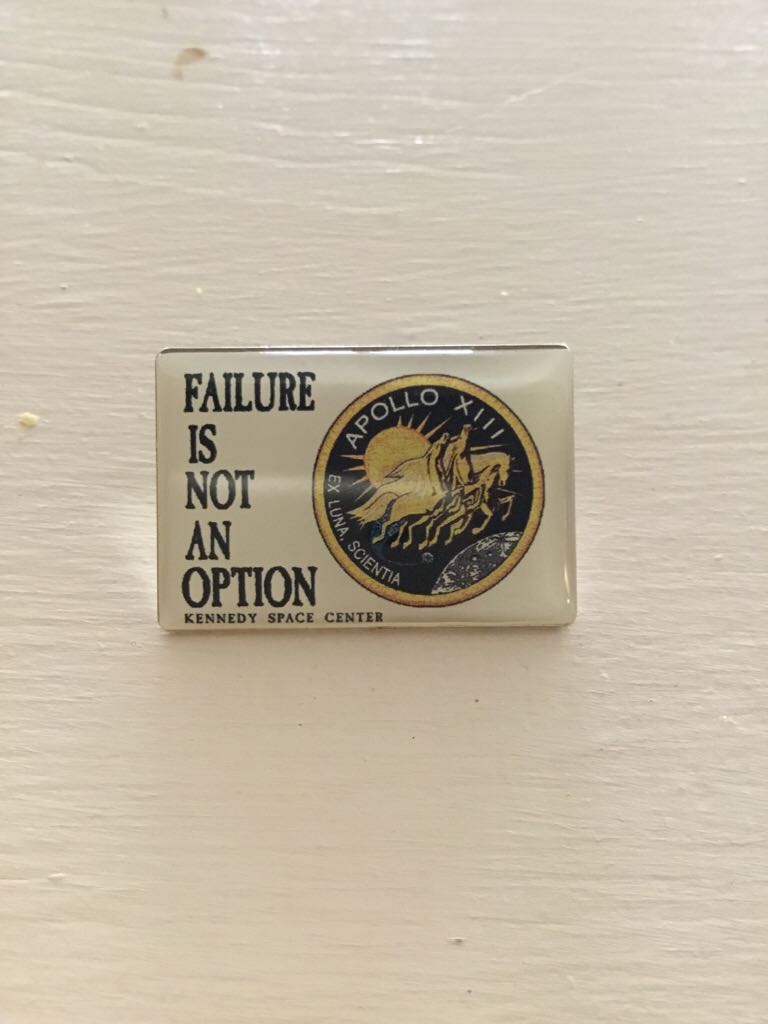 FAILURE
IS
NOT
AN
OPTION
KENNEDY SPACE CENTER
APOLLO XIII
EX LUNA, SCIENTIA